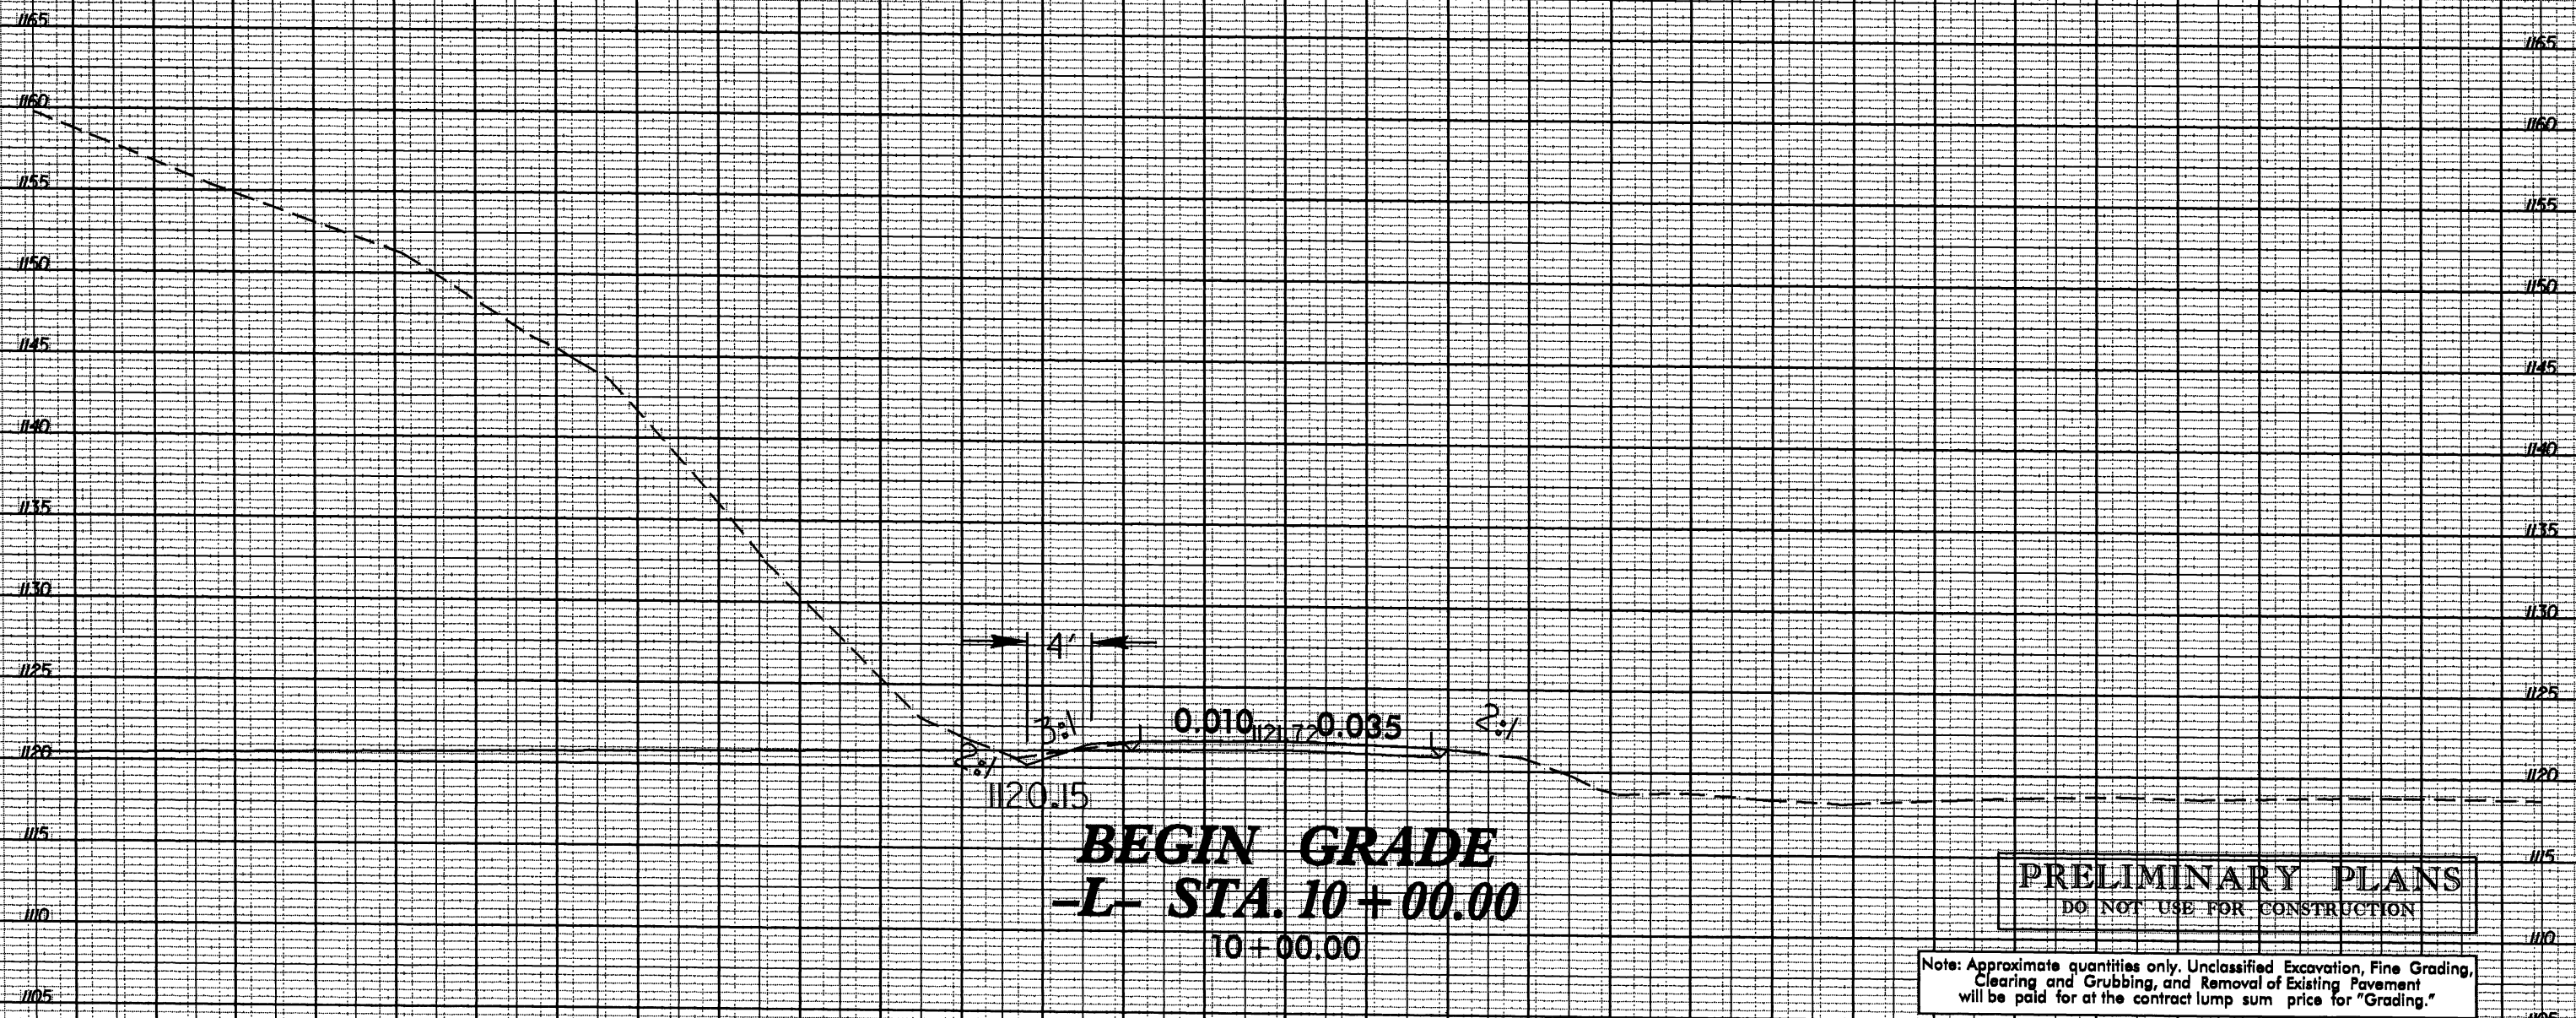 1165 1165
1160 1160
1155 1155
1150 1150
1145 1145
1140 1140
1135 1135
1130 1130
4'
1125 1125
3:1 0.010 1121.72 0.035 2:1
1120 2:1 1120
1120.15
BEGIN GRADE
1115 1115
PRELIMINARY PLANS
-L- STA. 10+00.00
DO NOT USE FOR CONSTRUCTION
1110 1110
10+00.00
Note: Approximate quantities only. Unclassified Excavation, Fine Grading,
Clearing and Grubbing, and Removal of Existing Pavement
will be paid for at the contract lump sum price for "Grading."
1105 1105